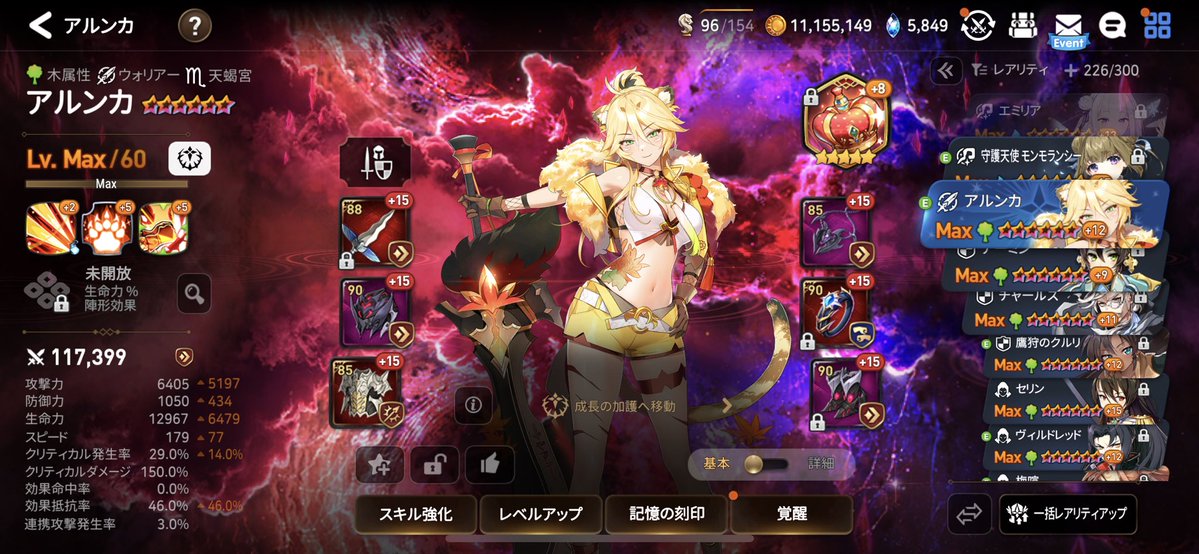 アルンカ
?
96/154
11,155,149
5,849
Event
木属性 ウォリアー 天蝎宮
アルンカ
Lv. Max/60
Max
+2
+5
+5
未開放
生命力%
陣形効果
117,399
攻撃力 6405 5197
防御力 1050 434
生命力 12967 6479
スピード 179 77
クリティカル発生率 29.0% 14.0%
クリティカルダメージ 150.0%
効果命中率 0.0%
効果抵抗率 46.0% 46.0%
連携攻撃発生率 3.0%
88 +15
90 +15
85 +15
+8
85 +15
90 +15
90 +15
成長の加護へ移動
基本 詳細
スキル強化
レベルアップ
記憶の刻印
覚醒
レアリティ
226/300
エミリア
Max
守護天使 モンモランシー
アルンカ
Max +12
Max +9
チャールズ
Max +11
鷹狩のクルリ
Max +12
セリン
Max +15
ヴィルドレッド
Max +12
一括レアリティアップ